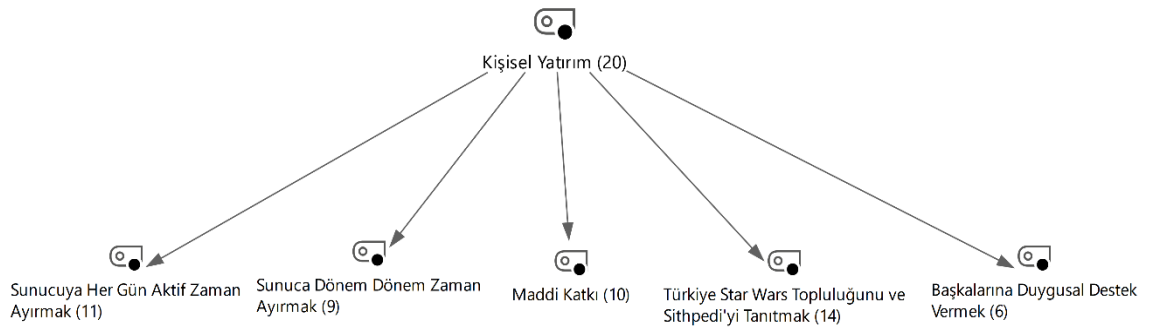 Kişisel Yatırım (20)
Sunucuya Her Gün Aktif Zaman
Ayırmak (11)
Sunuca Dönem Dönem Zaman
Ayırmak (9)
Maddi Katkı (10)
Türkiye Star Wars Topluluğunu ve
Sithpedi'yi Tanıtmak (14)
Başkalarına Duygusal Destek
Vermek (6)